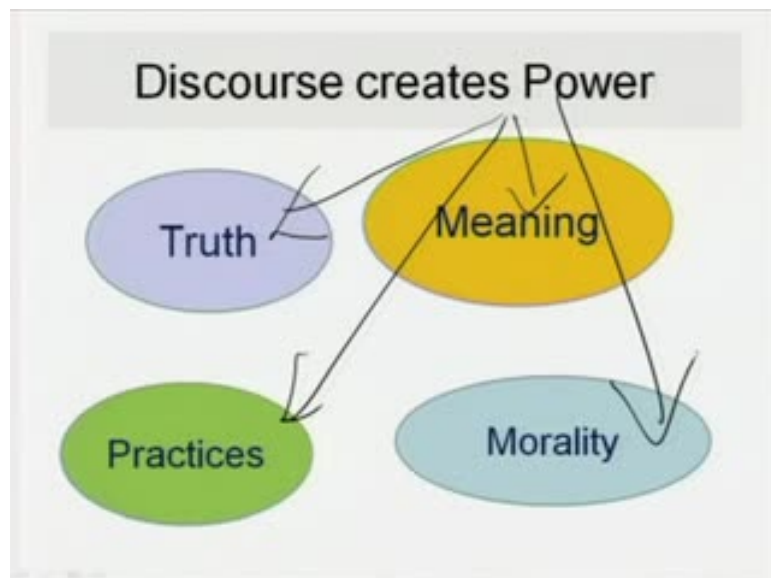 Discourse creates Power
Truth
Meaning
Practices
Morality